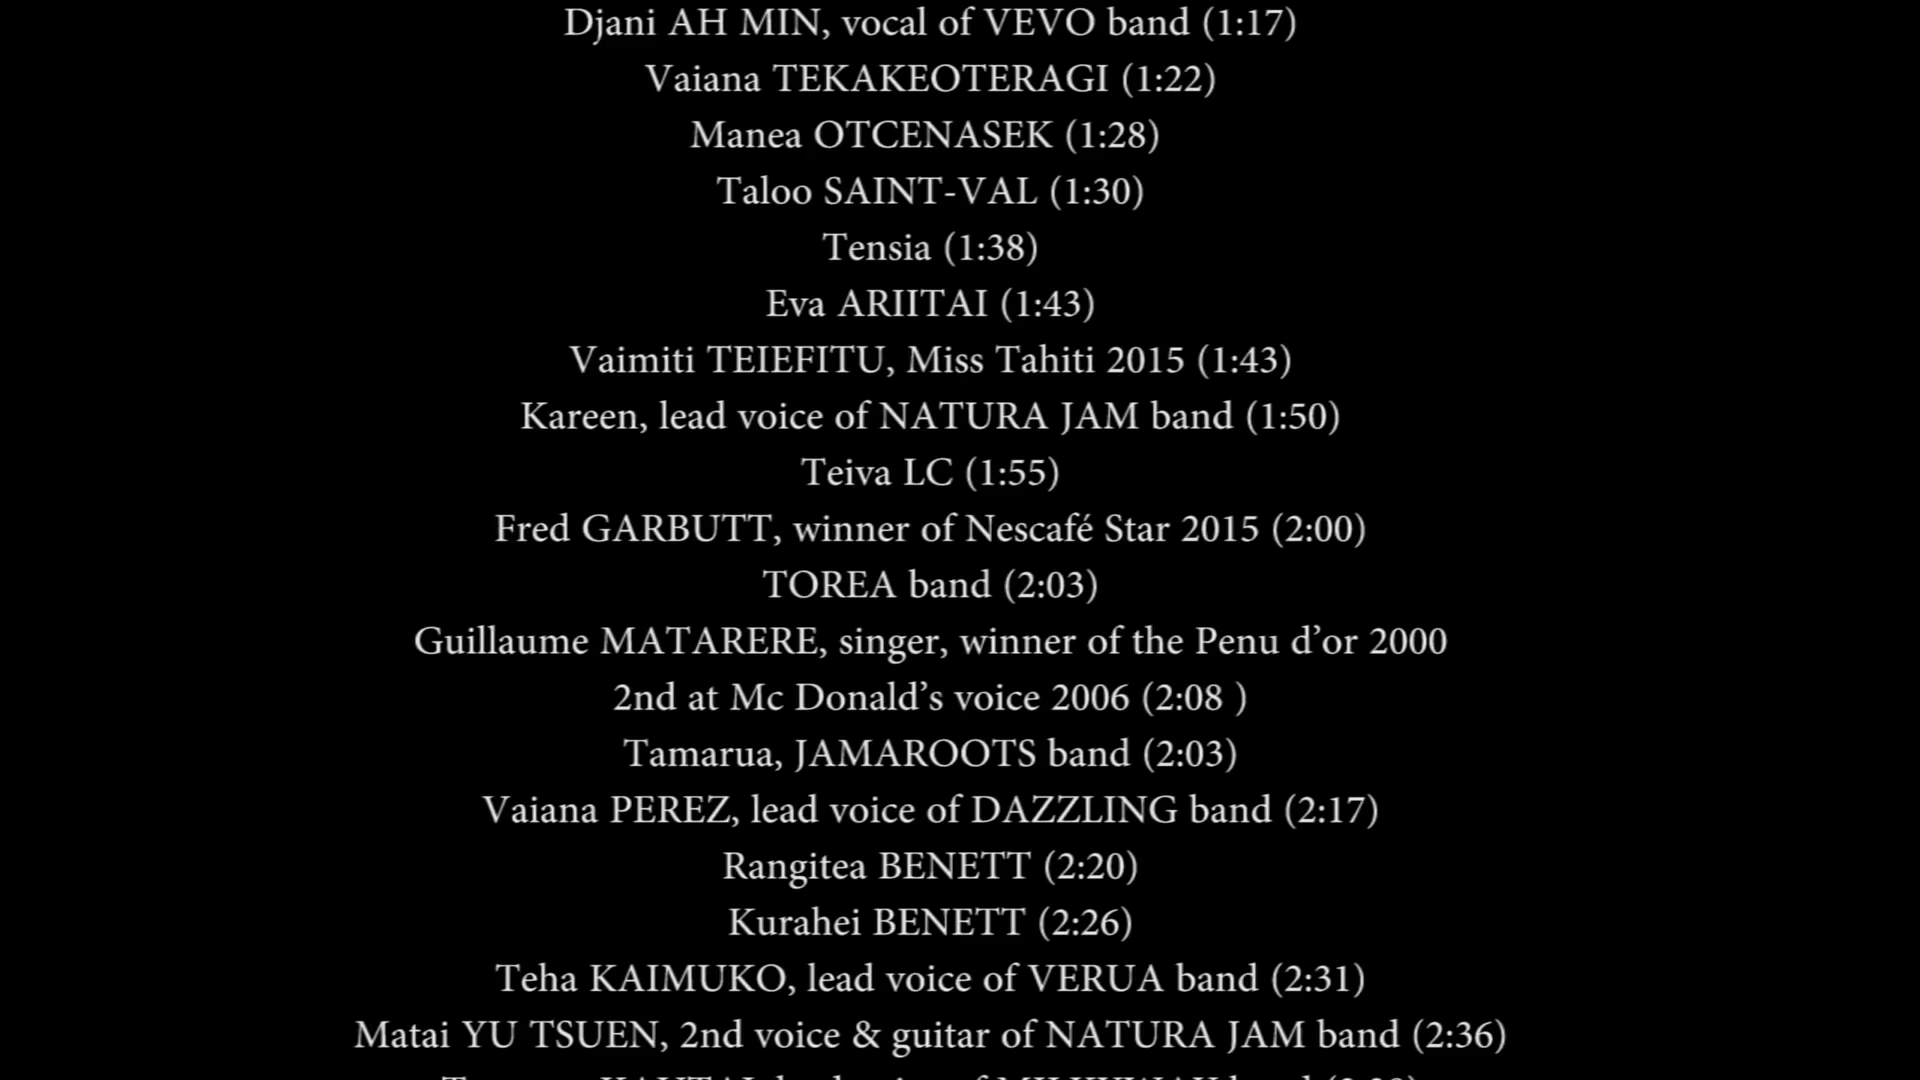 Djani AH MIN, vocal of VEVO band (1:17)
Vaiana TEKAKEOTERAGI (1:22)
Manea OTCENASEK (1:28)
Taloo SAINT-VAL (1:30)
Tensia (1:38)
Eva ARIITAI (1:43)
Vaimiti TEIEFITU, Miss Tahiti 2015 (1:43)
Kareen, lead voice of NATURA JAM band (1:50)
Teiva LC (1:55)
Fred GARBUTT, winner of Nescafé Star 2015 (2:00)
TOREA band (2:03)
Guillaume MATARERE, singer, winner of the Penu d’or 2000
2nd at Mc Donald’s voice 2006 (2:08 )
Tamarua, JAMAROOTS band (2:03)
Vaiana PEREZ, lead voice of DAZZLING band (2:17)
Rangitea BENETT (2:20)
Kurahei BENETT (2:26)
Teha KAIMUKO, lead voice of VERUA band (2:31)
Matai YU TSUEN, 2nd voice & guitar of NATURA JAM band (2:36)